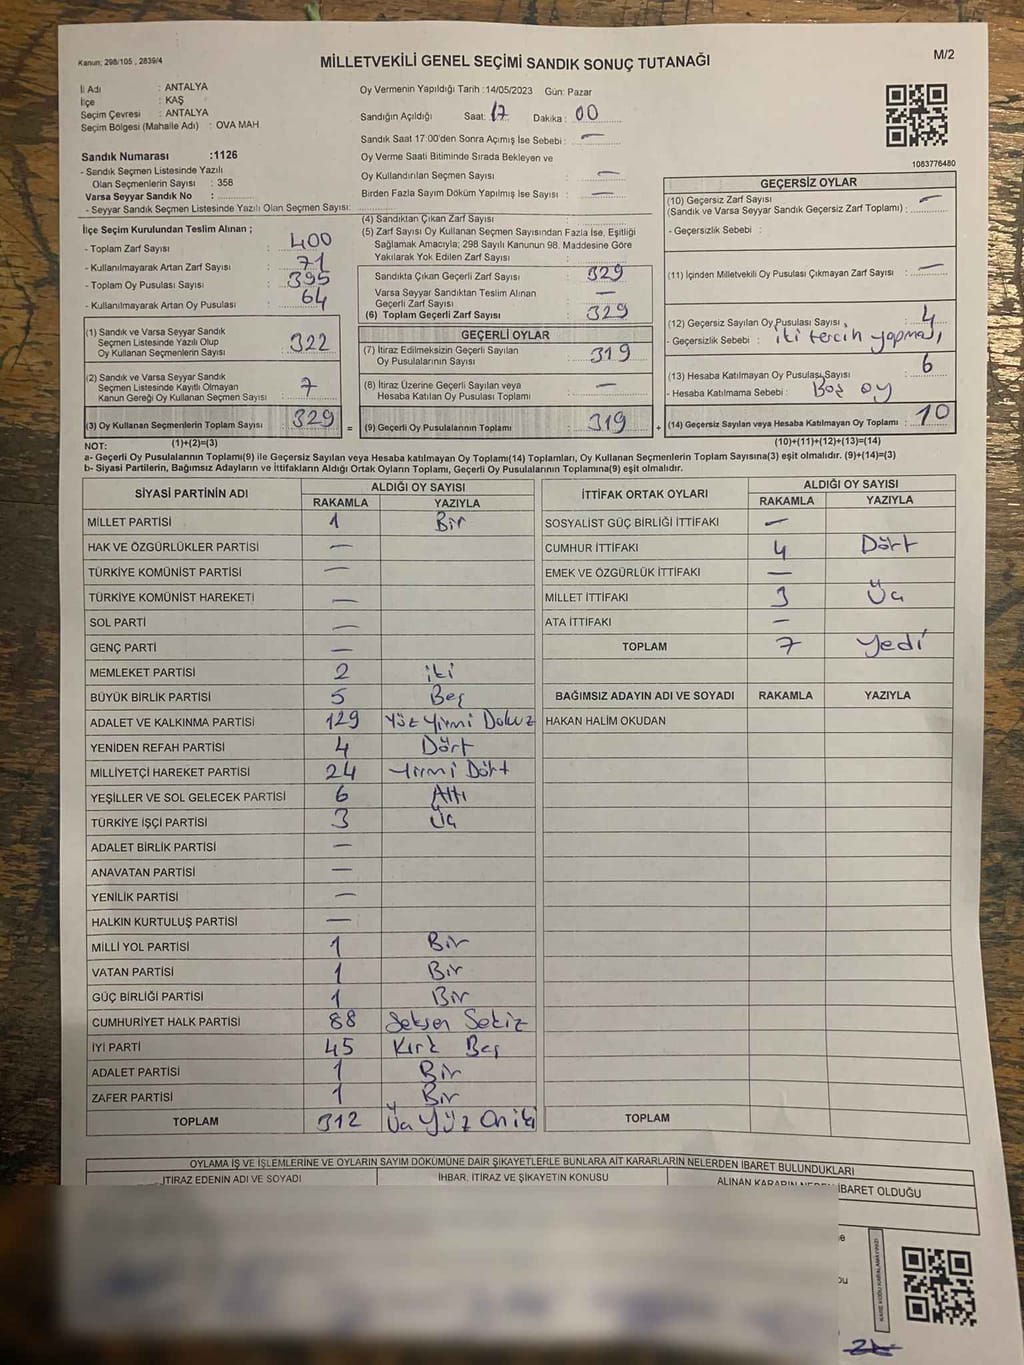 Kanun; 298/105 , 2839/4
MİLLETVEKİLİ GENEL SEÇİMİ SANDIK SONUÇ TUTANAĞI
M/2
İl Adı : ANTALYA
İlçe : KAŞ
Seçim Çevresi : ANTALYA
Seçim Bölgesi (Mahalle Adı) : OVA MAH
Sandık Numarası :1126
- Sandık Seçmen Listesinde Yazılı
Olan Seçmenlerin Sayısı : 358
Varsa Seyyar Sandık No :
- Seyyar Sandık Seçmen Listesinde Yazılı Olan Seçmen Sayısı:
İlçe Seçim Kurulundan Teslim Alınan ;
- Toplam Zarf Sayısı : 400
- Kullanılmayarak Artan Zarf Sayısı : 71
- Toplam Oy Pusulası Sayısı : 395
- Kullanılmayarak Artan Oy Pusulası : 64
(1) Sandık ve Varsa Seyyar Sandık
Seçmen Listesinde Yazılı Olup
Oy Kullanan Seçmenlerin Sayısı : 322
(2) Sandık ve Varsa Seyyar Sandık
Seçmen Listesinde Kayıtlı Olmayan
Kanun Gereği Oy Kullanan Seçmen Sayısı : 7
(3) Oy Kullanan Seçmenlerin Toplam Sayısı : 329
Oy Vermenin Yapıldığı Tarih :14/05/2023 Gün: Pazar
Sandığın Açıldığı Saat: 17 Dakika: 00
Sandık Saat 17:00'den Sonra Açımış İse Sebebi : —
Oy Verme Saati Bitiminde Sırada Bekleyen ve
Oy Kullandırılan Seçmen Sayısı : —
Birden Fazla Sayım Döküm Yapılmış İse Sayısı : —
(4) Sandıktan Çıkan Zarf Sayısı :
(5) Zarf Sayısı Oy Kullanan Seçmen Sayısından Fazla İse, Eşitliği
Sağlamak Amacıyla; 298 Sayılı Kanunun 98. Maddesine Göre
Yakılarak Yok Edilen Zarf Sayısı :
Sandıkta Çıkan Geçerli Zarf Sayısı : 329
Varsa Seyyar Sandıktan Teslim Alınan
Geçerli Zarf Sayısı : —
(6) Toplam Geçerli Zarf Sayısı : 329
GEÇERLİ OYLAR
(7) İtiraz Edilmeksizin Geçerli Sayılan
Oy Pusulalarının Sayısı : 319
(8) İtiraz Üzerine Geçerli Sayılan veya
Hesaba Katılan Oy Pusulası Toplamı : —
= (9) Geçerli Oy Pusulalarının Toplamı : 319
1083776480
GEÇERSİZ OYLAR
(10) Geçersiz Zarf Sayısı
(Sandık ve Varsa Seyyar Sandık Geçersiz Zarf Toplamı) : —
- Geçersizlik Sebebi :
(11) İçinden Milletvekili Oy Pusulası Çıkmayan Zarf Sayısı : —
(12) Geçersiz Sayılan Oy Pusulası Sayısı : 4
- Geçersizlik Sebebi : iki tercih yapması
(13) Hesaba Katılmayan Oy Pusulası Sayısı : 6
- Hesaba Katılmama Sebebi : Boş oy
+ (14) Geçersiz Sayılan veya Hesaba Katılmayan Oy Toplamı : 10
NOT: (1)+(2)=(3)
(10)+(11)+(12)+(13)=(14)
a- Geçerli Oy Pusulalarının Toplamı(9) ile Geçersiz Sayılan veya Hesaba katılmayan Oy Toplamı(14) Toplamları, Oy Kullanan Seçmenlerin Toplam Sayısına(3) eşit olmalıdır. (9)+(14)=(3)
b- Siyasi Partilerin, Bağımsız Adayların ve İttifakların Aldığı Ortak Oyların Toplamı, Geçerli Oy Pusulalarının Toplamına(9) eşit olmalıdır.
SİYASİ PARTİNİN ADI
ALDIĞI OY SAYISI
RAKAMLA YAZIYLA
MİLLET PARTİSİ 1 Bir
HAK VE ÖZGÜRLÜKLER PARTİSİ —
TÜRKİYE KOMÜNİST PARTİSİ —
TÜRKİYE KOMÜNİST HAREKETİ —
SOL PARTİ —
GENÇ PARTİ —
MEMLEKET PARTİSİ 2 iki
BÜYÜK BİRLİK PARTİSİ 5 Beş
ADALET VE KALKINMA PARTİSİ 129 Yüz Yirmi Dokuz
YENİDEN REFAH PARTİSİ 4 Dört
MİLLİYETÇİ HAREKET PARTİSİ 24 Yirmi Dört
YEŞİLLER VE SOL GELECEK PARTİSİ 6 Altı
TÜRKİYE İŞÇİ PARTİSİ 3 Üç
ADALET BİRLİK PARTİSİ —
ANAVATAN PARTİSİ —
YENİLİK PARTİSİ —
HALKIN KURTULUŞ PARTİSİ —
MİLLİ YOL PARTİSİ 1 Bir
VATAN PARTİSİ 1 Bir
GÜÇ BİRLİĞİ PARTİSİ 1 Bir
CUMHURİYET HALK PARTİSİ 88 Seksen Sekiz
İYİ PARTİ 45 Kırk Beş
ADALET PARTİSİ 1 Bir
ZAFER PARTİSİ 1 Bir
TOPLAM 312 Üç Yüz On iki
İTTİFAK ORTAK OYLARI
ALDIĞI OY SAYISI
RAKAMLA YAZIYLA
SOSYALİST GÜÇ BİRLİĞİ İTTİFAKI —
CUMHUR İTTİFAKI 4 Dört
EMEK VE ÖZGÜRLÜK İTTİFAKI —
MİLLET İTTİFAKI 3 Üç
ATA İTTİFAKI —
TOPLAM 7 Yedi
BAĞIMSIZ ADAYIN ADI VE SOYADI RAKAMLA YAZIYLA
HAKAN HALİM OKUDAN
TOPLAM
OYLAMA İŞ VE İŞLEMLERİNE VE OYLARIN SAYIM DÖKÜMÜNE DAİR ŞİKAYETLERLE BUNLARA AİT KARARLARIN NELERDEN İBARET BULUNDUKLARI
İTİRAZ EDENİN ADI VE SOYADI
İHBAR, İTİRAZ VE ŞİKAYETİN KONUSU
ALINAN KARARIN NEDEN İBARET OLDUĞU